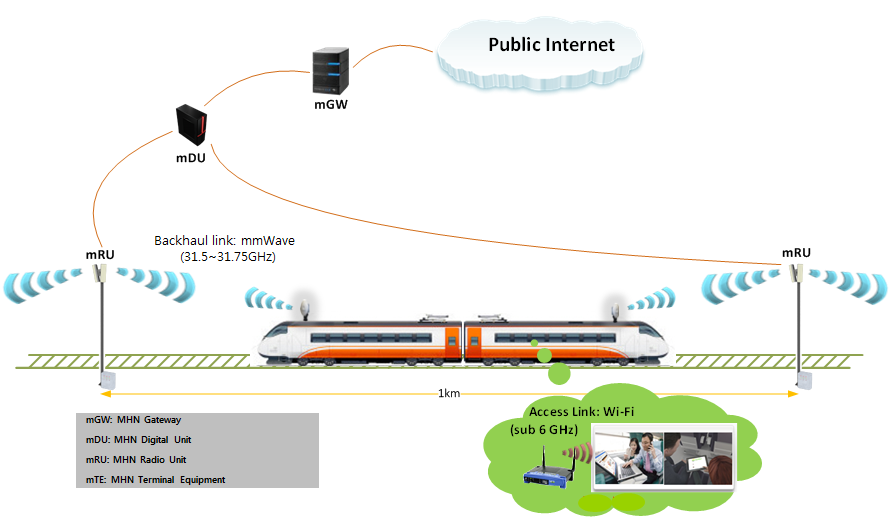 Public Internet
mGW
mDU
mRU
Backhaul link: mmWave
(31.5~31.75GHz)
mRU
1km
Access Link: Wi-Fi
(sub 6 GHz)
mGW: MHN Gateway
mDU: MHN Digital Unit
mRU: MHN Radio Unit
mTE: MHN Terminal Equipment